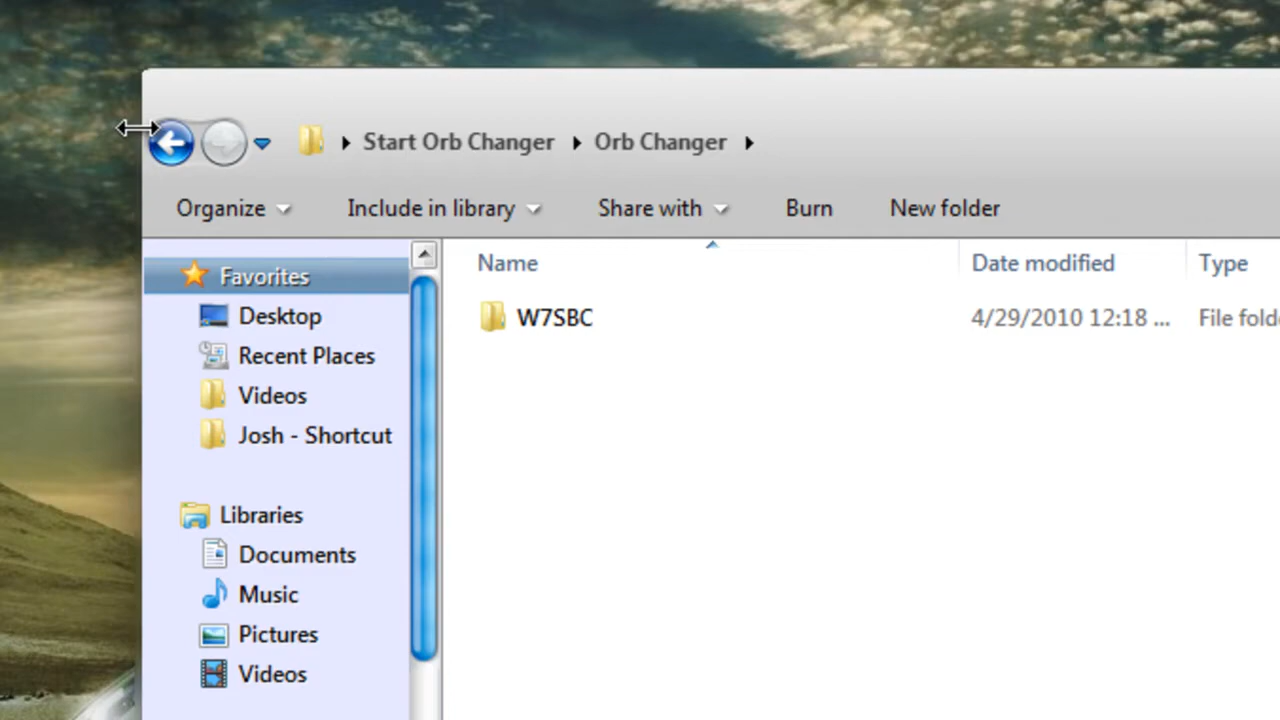 Start Orb Changer Orb Changer
Organize Include in library Share with Burn New folder
Name Date modified Type
Favorites
W7SBC 4/29/2010 12:18 ... File fold
Desktop
Recent Places
Videos
Josh - Shortcut
Libraries
Documents
Music
Pictures
Videos